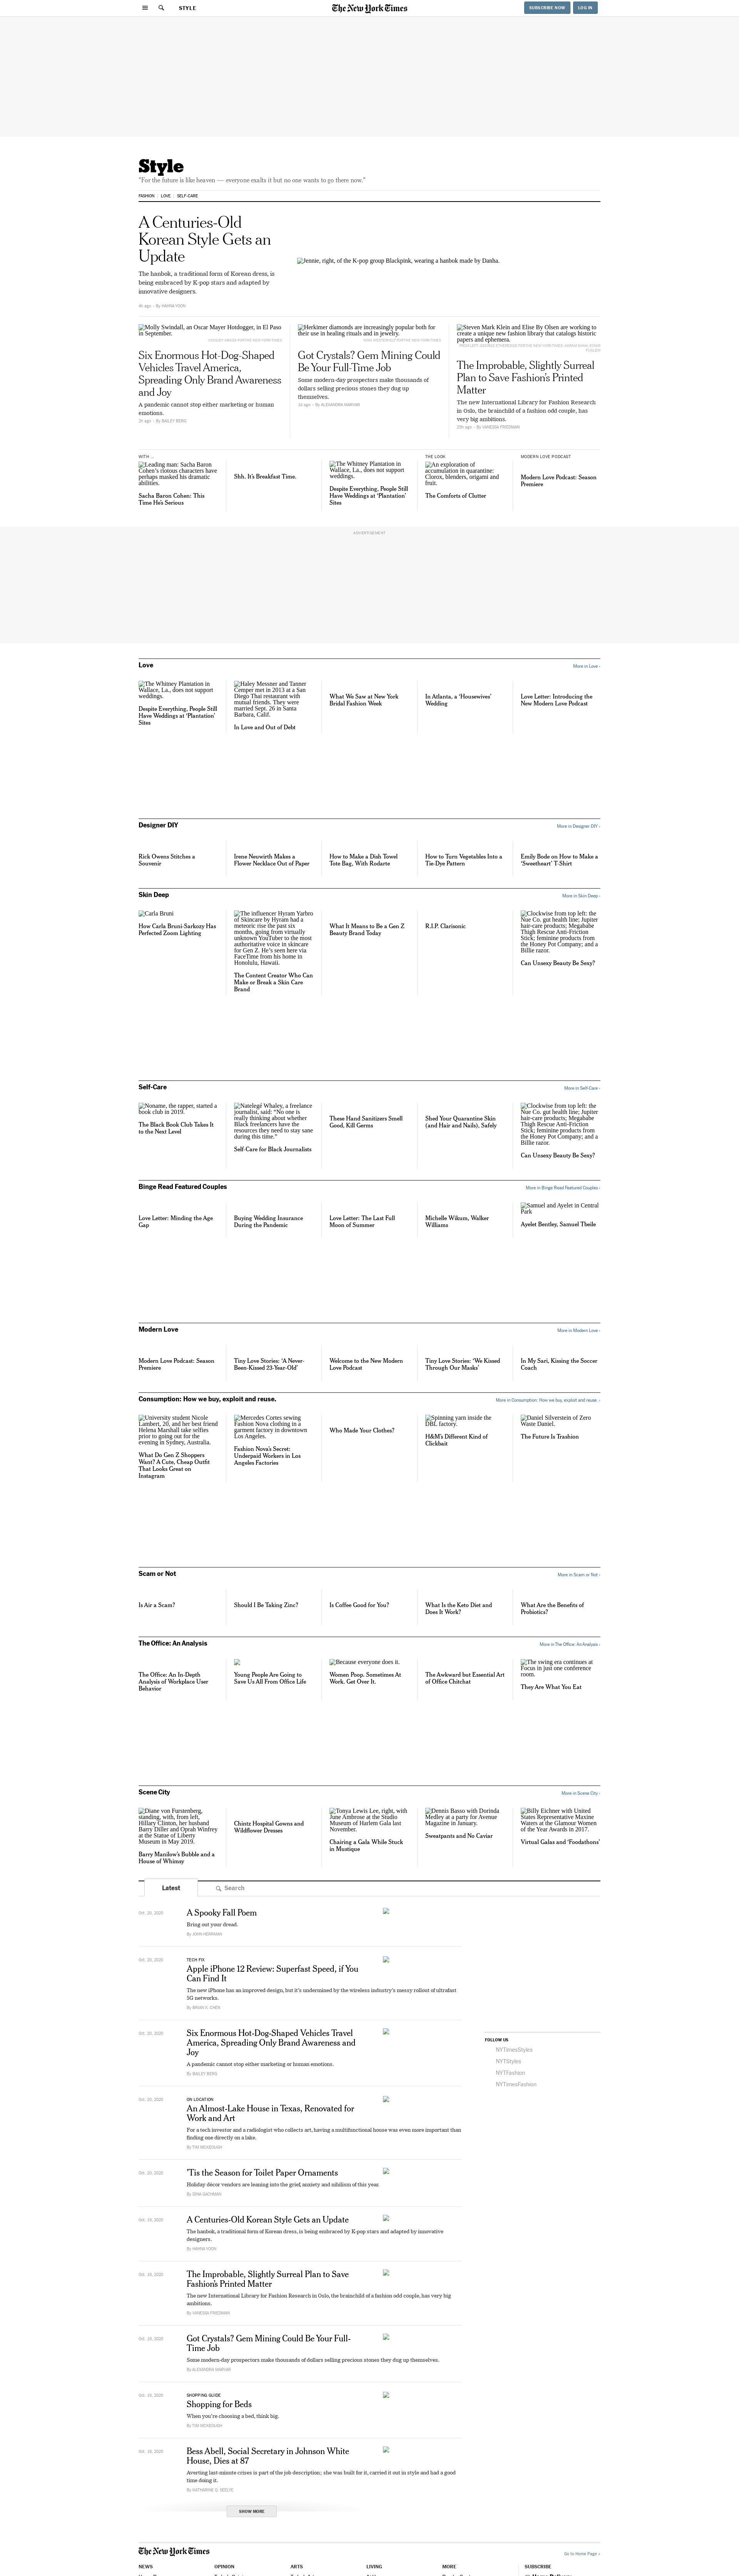 STYLE
The New York Times
SUBSCRIBE NOW
LOG IN
Style
"For the future is like heaven — everyone exalts it but no one wants to go there now."
FASHION
LOVE
SELF-CARE
A Centuries-Old
Korean Style Gets an
Update
The hanbok, a traditional form of Korean dress, is
being embraced by K-pop stars and adapted by
innovative designers.
4h ago – By HAHNA YOON
Jennie, right, of the K-pop group Blackpink, wearing a hanbok made by Danha.
Molly Swindall, an Oscar Mayer Hotdogger, in El Paso
in September.
Six Enormous Hot-Dog-Shaped
Vehicles Travel America,
Spreading Only Brand Awareness
and Joy
A pandemic cannot stop either marketing or human
emotions.
2h ago – By BAILEY BERG
Herkimer diamonds are increasingly popular both for
their use in healing rituals and in jewelry.
Got Crystals? Gem Mining Could
Be Your Full-Time Job
Some modern-day prospectors make thousands of
dollars selling precious stones they dug up
themselves.
1d ago – By ALEXANDRA MARVAR
Steven Mark Klein and Elise By Olsen are working to
create a unique new fashion library that catalogs historic
papers and ephemera.
The Improbable, Slightly Surreal
Plan to Save Fashion's Printed
Matter
The new International Library for Fashion Research
in Oslo, the brainchild of a fashion odd couple, has
very big ambitions.
By VANESSA FRIEDMAN
WITH ...
Leading man: Sacha Baron
Cohen's riotous characters have
perhaps masked his dramatic
abilities.
Sacha Baron Cohen: This
Time He's Serious
Shh. It's Breakfast Time.
The Whitney Plantation in
Wallace, La., does not support
weddings.
Despite Everything, People Still
Have Weddings at 'Plantation'
Sites
THE LOOK
An exploration of
accumulation in quarantine:
Clorox, blenders, origami and
fruit.
The Comforts of Clutter
MODERN LOVE PODCAST
Modern Love Podcast: Season
Premiere
ADVERTISEMENT
Love
More in Love ›
The Whitney Plantation in
Wallace, La., does not support
weddings.
Despite Everything, People Still
Have Weddings at 'Plantation'
Sites
Haley Messner and Tanner
Cemper met in 2013 at a San
Diego Thai restaurant with
mutual friends. They were
married Sept. 26 in Santa
Barbara, Calif.
In Love and Out of Debt
What We Saw at New York
Bridal Fashion Week
In Atlanta, a 'Housewives'
Wedding
Love Letter: Introducing the
New Modern Love Podcast
Designer DIY
More in Designer DIY ›
Rick Owens Stitches a
Souvenir
Irene Neuwirth Makes a
Flower Necklace Out of Paper
How to Make a Dish Towel
Tote Bag, With Rodarte
How to Turn Vegetables Into a
Tie-Dye Pattern
Emily Bode on How to Make a
'Sweetheart' T-Shirt
Skin Deep
More in Skin Deep ›
Carla Bruni
How Carla Bruni-Sarkozy Has
Perfected Zoom Lighting
The influencer Hyram Yarbro
of Skincare by Hyram had a
meteoric rise the past six
months, going from virtually
unknown YouTuber to the most
authoritative voice in skincare
for Gen Z. He's seen here via
FaceTime from his home in
Honolulu, Hawaii.
The Content Creator Who Can
Make or Break a Skin Care
Brand
What It Means to Be a Gen Z
Beauty Brand Today
R.I.P. Clarisonic
Clockwise from top left: the
Nue Co. gut health line; Jupiter
hair-care products; Megababe
Thigh Rescue Anti-Friction
Stick; feminine products from
the Honey Pot Company; and a
Billie razor.
Can Unsexy Beauty Be Sexy?
Self-Care
More in Self-Care ›
Noname, the rapper, started a
book club in 2019.
The Black Book Club Takes It
to the Next Level
Natelegé Whaley, a freelance
journalist, said: "No one is
really thinking about whether
Black freelancers have the
resources they need to stay sane
during this time."
Self-Care for Black Journalists
These Hand Sanitizers Smell
Good, Kill Germs
Shed Your Quarantine Skin
(and Hair and Nails), Safely
Clockwise from top left: the
Nue Co. gut health line; Jupiter
hair-care products; Megababe
Thigh Rescue Anti-Friction
Stick; feminine products from
the Honey Pot Company; and a
Billie razor.
Can Unsexy Beauty Be Sexy?
Binge Read Featured Couples
More in Binge Read Featured Couples ›
Love Letter: Minding the Age
Gap
Buying Wedding Insurance
During the Pandemic
Love Letter: The Last Full
Moon of Summer
Michelle Wikum, Walker
Williams
Samuel and Ayelet in Central
Park
Ayelet Bentley, Samuel Theile
Modern Love
More in Modern Love ›
Modern Love Podcast: Season
Premiere
Tiny Love Stories: 'A Never-
Been-Kissed 23-Year-Old'
Welcome to the New Modern
Love Podcast
Tiny Love Stories: 'We Kissed
Through Our Masks'
In My Sari, Kissing the Soccer
Coach
Consumption: How we buy, exploit and reuse.
More in Consumption: How we buy, exploit and reuse. ›
University student Nicole
Lambert, 20, and her best friend
Helena Marshall take selfies
prior to going out for the
evening in Sydney, Australia.
What Do Gen Z Shoppers
Want? A Cute, Cheap Outfit
That Looks Great on
Instagram
Mercedes Cortes sewing
Fashion Nova clothing in a
garment factory in downtown
Los Angeles.
Fashion Nova's Secret:
Underpaid Workers in Los
Angeles Factories
Who Made Your Clothes?
Spinning yarn inside the
DBL factory.
H&M's Different Kind of
Clickbait
Daniel Silverstein of Zero
Waste Daniel.
The Future Is Trashion
Scam or Not
More in Scam or Not ›
Is Air a Scam?
Should I Be Taking Zinc?
Is Coffee Good for You?
What Is the Keto Diet and
Does It Work?
What Are the Benefits of
Probiotics?
The Office: An Analysis
More in The Office: An Analysis ›
The Office: An In-Depth
Analysis of Workplace User
Behavior
Young People Are Going to
Save Us All From Office Life
Because everyone does it.
Women Poop. Sometimes At
Work. Get Over It.
The Awkward but Essential Art
of Office Chitchat
The swing era continues at
Focus in just one conference
room.
They Are What You Eat
Scene City
More in Scene City ›
Diane von Furstenberg,
standing, with, from left,
Hillary Clinton, her husband
Barry Diller and Oprah Winfrey
at the Statue of Liberty
Museum in May 2019.
Barry Manilow's Bubble and a
House of Whimsy
Chintz Hospital Gowns and
Wildflower Dresses
Tonya Lewis Lee, right, with
June Ambrose at the Studio
Museum of Harlem Gala last
November.
Chairing a Gala While Stuck
in Mustique
Dennis Basso with Dorinda
Medley at a party for Avenue
Magazine in January.
Sweatpants and No Caviar
Billy Eichner with United
States Representative Maxine
Waters at the Glamour Women
of the Year Awards in 2017.
Virtual Galas and 'Foodathons'
Latest
Search
Oct. 20, 2020
A Spooky Fall Poem
Bring out your dread.
By JOHN HERRMAN
Oct. 20, 2020
TECH FIX
Apple iPhone 12 Review: Superfast Speed, if You
Can Find It
The new iPhone has an improved design, but it's undermined by the wireless industry's messy rollout of ultrafast
5G networks.
By BRIAN X. CHEN
Oct. 20, 2020
Six Enormous Hot-Dog-Shaped Vehicles Travel
America, Spreading Only Brand Awareness and
Joy
A pandemic cannot stop either marketing or human emotions.
By BAILEY BERG
FOLLOW US
NYTimesStyles
NYTStyles
NYTFashion
NYTimesFashion
Oct. 20, 2020
ON LOCATION
An Almost-Lake House in Texas, Renovated for
Work and Art
For a tech investor and a radiologist who collects art, having a multifunctional house was even more important than
finding one directly on a lake.
By TIM MCKEOUGH
Oct. 20, 2020
'Tis the Season for Toilet Paper Ornaments
Holiday décor vendors are leaning into the grief, anxiety and nihilism of this year.
By DINA GACHMAN
Oct. 19, 2020
A Centuries-Old Korean Style Gets an Update
The hanbok, a traditional form of Korean dress, is being embraced by K-pop stars and adapted by innovative
designers.
By HAHNA YOON
Oct. 19, 2020
The Improbable, Slightly Surreal Plan to Save
Fashion's Printed Matter
The new International Library for Fashion Research in Oslo, the brainchild of a fashion odd couple, has very big
ambitions.
By VANESSA FRIEDMAN
Oct. 19, 2020
Got Crystals? Gem Mining Could Be Your Full-
Time Job
Some modern-day prospectors make thousands of dollars selling precious stones they dug up themselves.
By ALEXANDRA MARVAR
Oct. 19, 2020
SHOPPING GUIDE
Shopping for Beds
When you're choosing a bed, think big.
By TIM MCKEOUGH
Oct. 18, 2020
Bess Abell, Social Secretary in Johnson White
House, Dies at 87
Averting last-minute crises is part of the job description; she was built for it, carried it out in style and had a good
time doing it.
By KATHARINE Q. SEELYE
SHOW MORE
The New York Times
Go to Home Page »
NEWS
OPINION
ARTS
LIVING
MORE
SUBSCRIBE